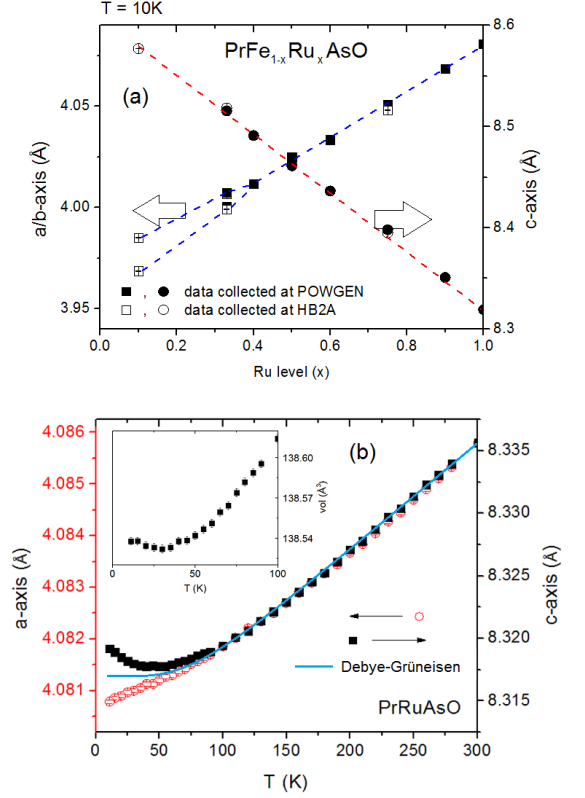 T = 10K
PrFe1-xRuxAsO
(a)
a/b-axis (Å)
4.05
4.00
3.95
c-axis (Å)
8.6
8.5
8.4
8.3
■ , ● data collected at POWGEN
□ , ○ data collected at HB2A
0.0 0.2 0.4 0.6 0.8 1.0
Ru level (x)
(b)
a-axis (Å)
4.086
4.085
4.084
4.083
4.082
4.081
c-axis (Å)
8.335
8.330
8.325
8.320
8.315
138.60
138.57
138.54
vol (Å3)
0 50 100
T (K)
Debye-Grüneisen
PrRuAsO
0 50 100 150 200 250 300
T (K)